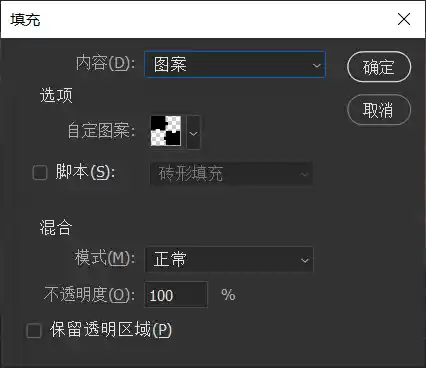 填充
内容(D): 图案
确定
选项
取消
自定图案:
脚本(S): 砖形填充
混合
模式(M): 正常
不透明度(O): 100 %
保留透明区域(P)